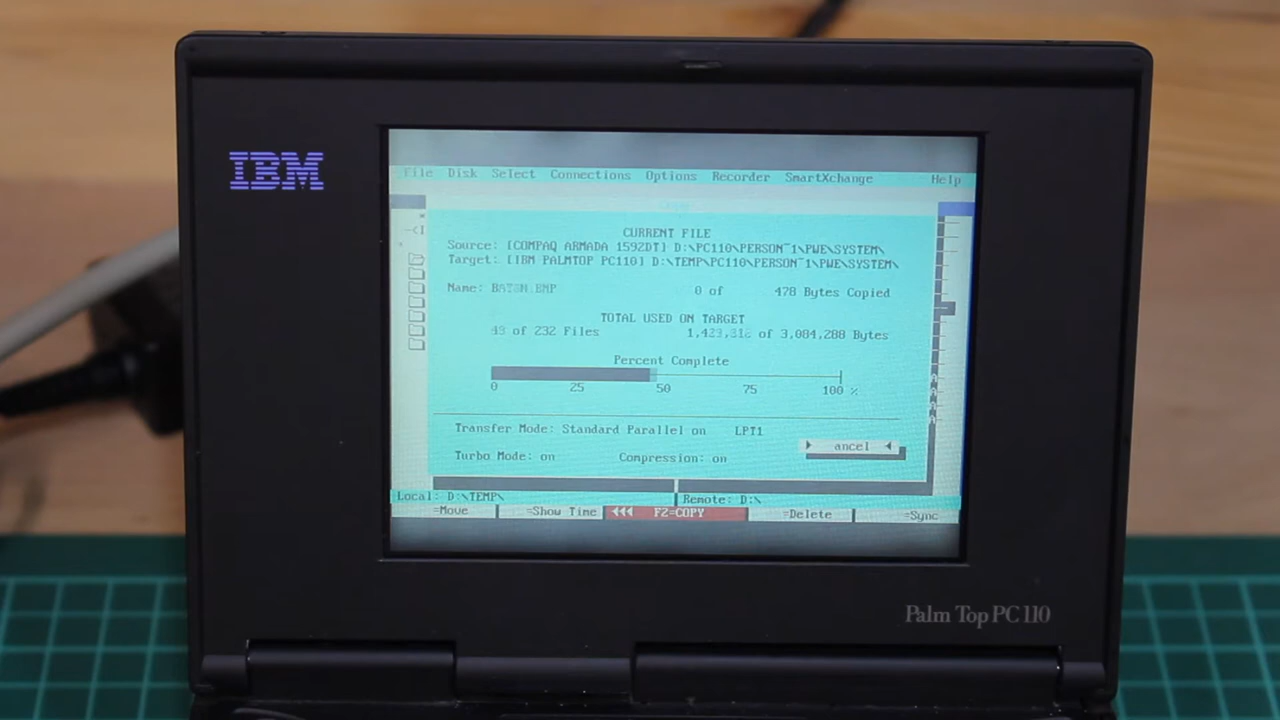 IBM
File Disk Select Connections Options Recorder SmartXchange Help
CURRENT FILE
Source: [COMPAQ ARMADA 1592DT] D:\PC110\PERSON~1\PWE\SYSTEM\
Target: [IBM PALMTOP PC110] D:\TEMP\PC110\PERSON~1\PWE\SYSTEM\
Name: 0 of 478 Bytes Copied
TOTAL USED ON TARGET
of 232 Files of 3,084,288 Bytes
Percent Complete
0 25 50 75 100 %
Transfer Mode: Standard Parallel on LPT1
ancel
Turbo Mode: on Compression: on
Local: D:\TEMP\ Remote: D:\
=Move =Show Time F2=COPY =Delete =Sync
Palm Top PC 110